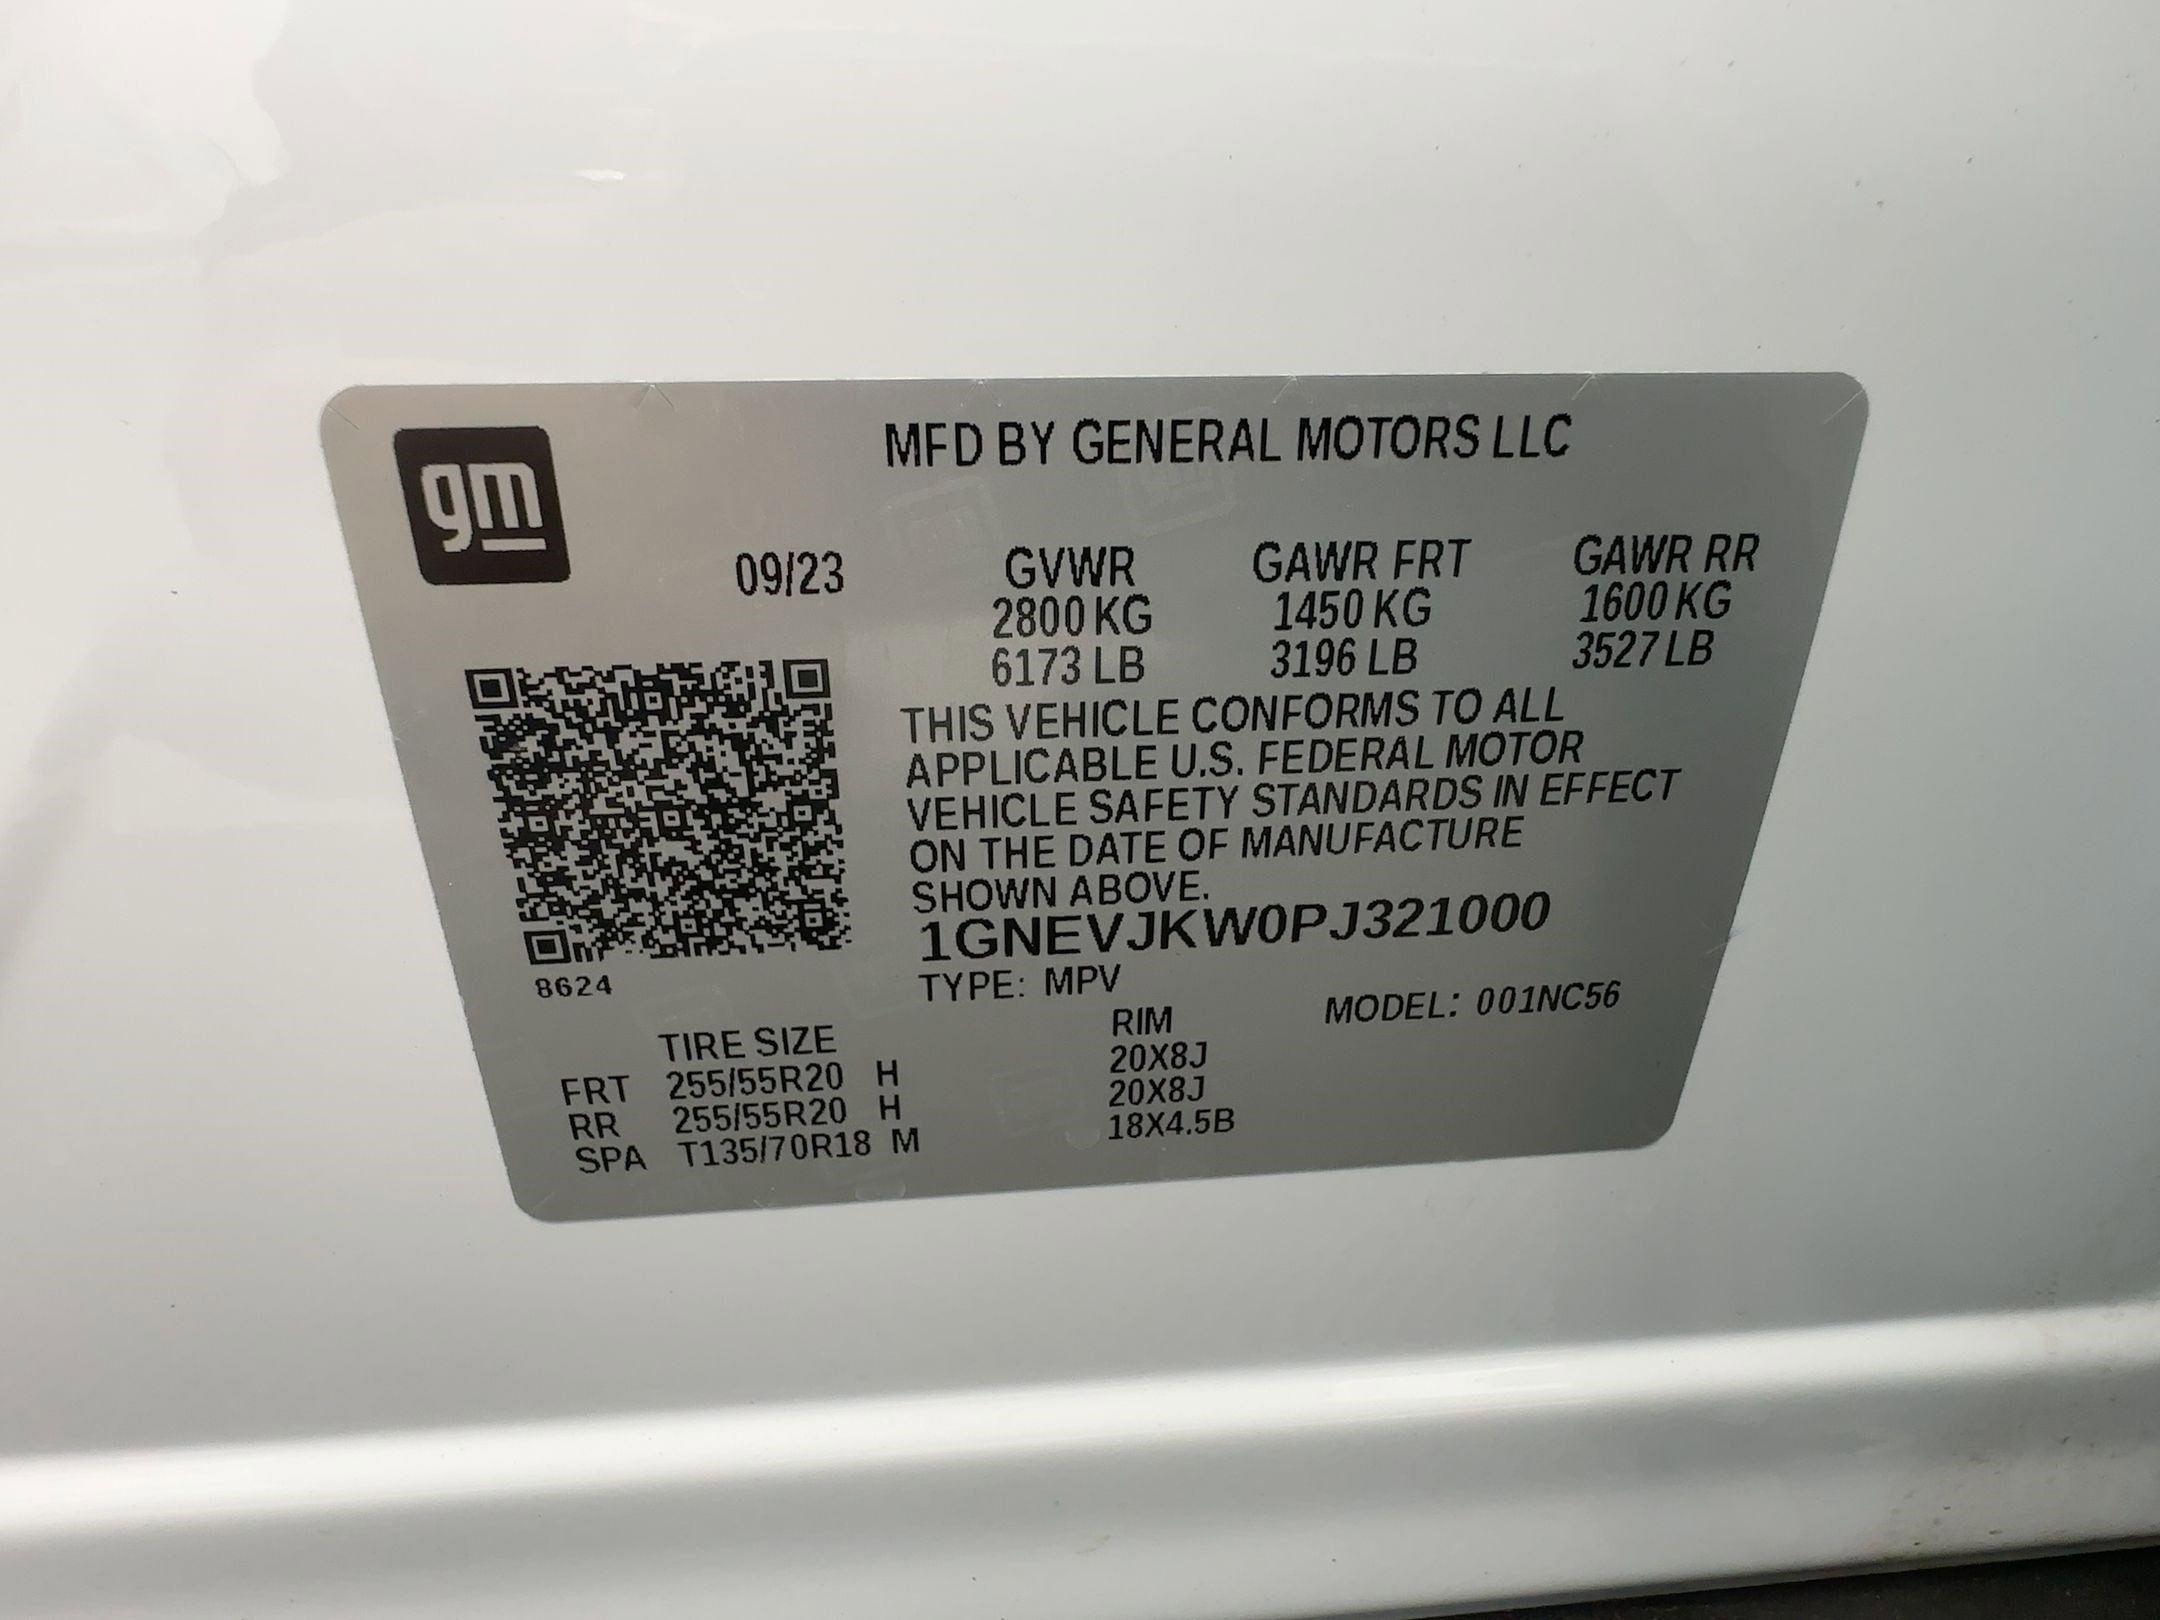 gm
MFD BY GENERAL MOTORS LLC
09/23 GVWR GAWR FRT GAWR RR
2800 KG 1450 KG 1600 KG
6173 LB 3196 LB 3527 LB
THIS VEHICLE CONFORMS TO ALL
APPLICABLE U.S. FEDERAL MOTOR
VEHICLE SAFETY STANDARDS IN EFFECT
ON THE DATE OF MANUFACTURE
SHOWN ABOVE.
1GNEVJKW0PJ321000
8624
TYPE: MPV MODEL: 001NC56
TIRE SIZE RIM
FRT 255/55R20 H 20X8J
RR 255/55R20 H 20X8J
SPA T135/70R18 M 18X4.5B